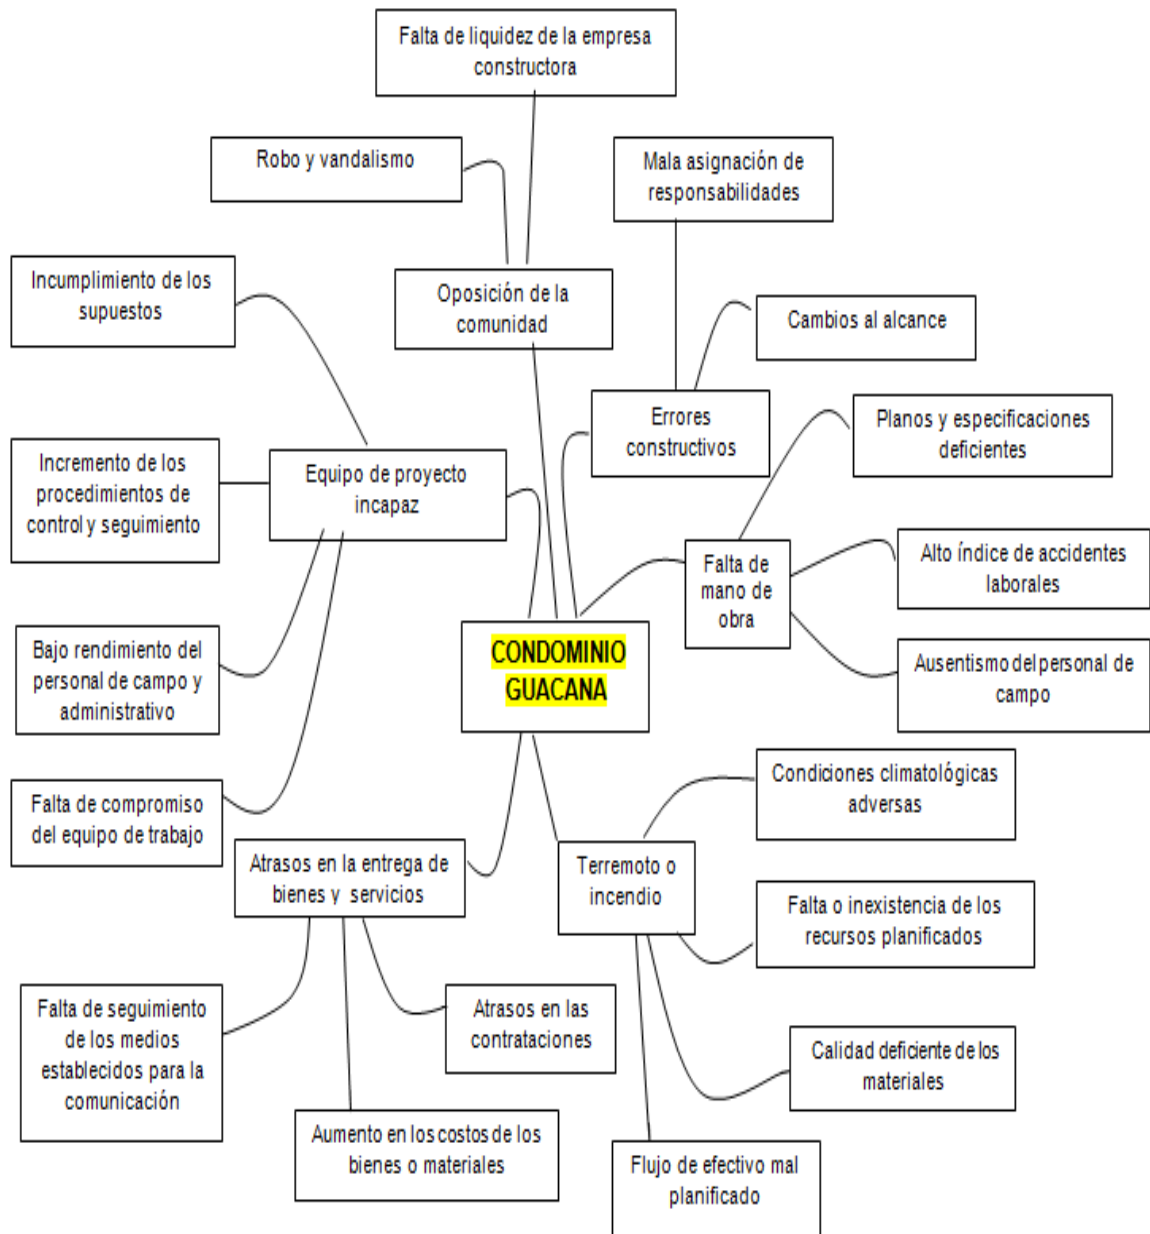 Falta de liquidez de la empresa
constructora
Robo y vandalismo
Mala asignación de
responsabilidades
Incumplimiento de los
supuestos
Oposición de la
comunidad
Cambios al alcance
Errores
constructivos
Planos y especificaciones
deficientes
Incremento de los
procedimientos de
control y seguimiento
Equipo de proyecto
incapaz
Falta de
mano de
obra
Alto índice de accidentes
laborales
Bajo rendimiento del
personal de campo y
administrativo
CONDOMINIO
GUACANA
Ausentismo del personal de
campo
Condiciones climatológicas
adversas
Falta de compromiso
del equipo de trabajo
Atrasos en la entrega de
bienes y servicios
Terremoto o
incendio
Falta o inexistencia de los
recursos planificados
Falta de seguimiento
de los medios
establecidos para la
comunicación
Atrasos en las
contrataciones
Calidad deficiente de los
materiales
Aumento en los costos de los
bienes o materiales
Flujo de efectivo mal
planificado